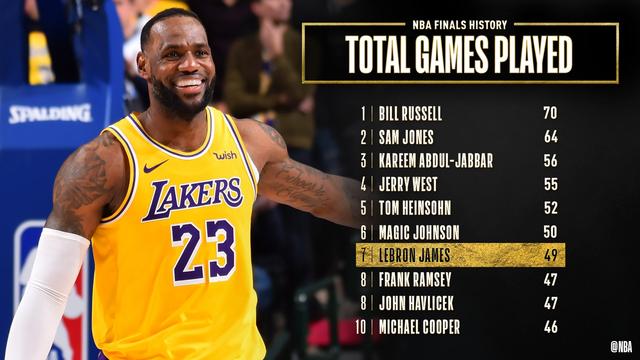 NBA FINALS HISTORY
TOTAL GAMES PLAYED
1 BILL RUSSELL 70
2 SAM JONES 64
3 KAREEM ABDUL-JABBAR 56
4 JERRY WEST 55
5 TOM HEINSOHN 52
6 MAGIC JOHNSON 50
7 LEBRON JAMES 49
8 FRANK RAMSEY 47
8 JOHN HAVLICEK 47
10 MICHAEL COOPER 46
SPALDING
wish
LAKERS
23
@NBA